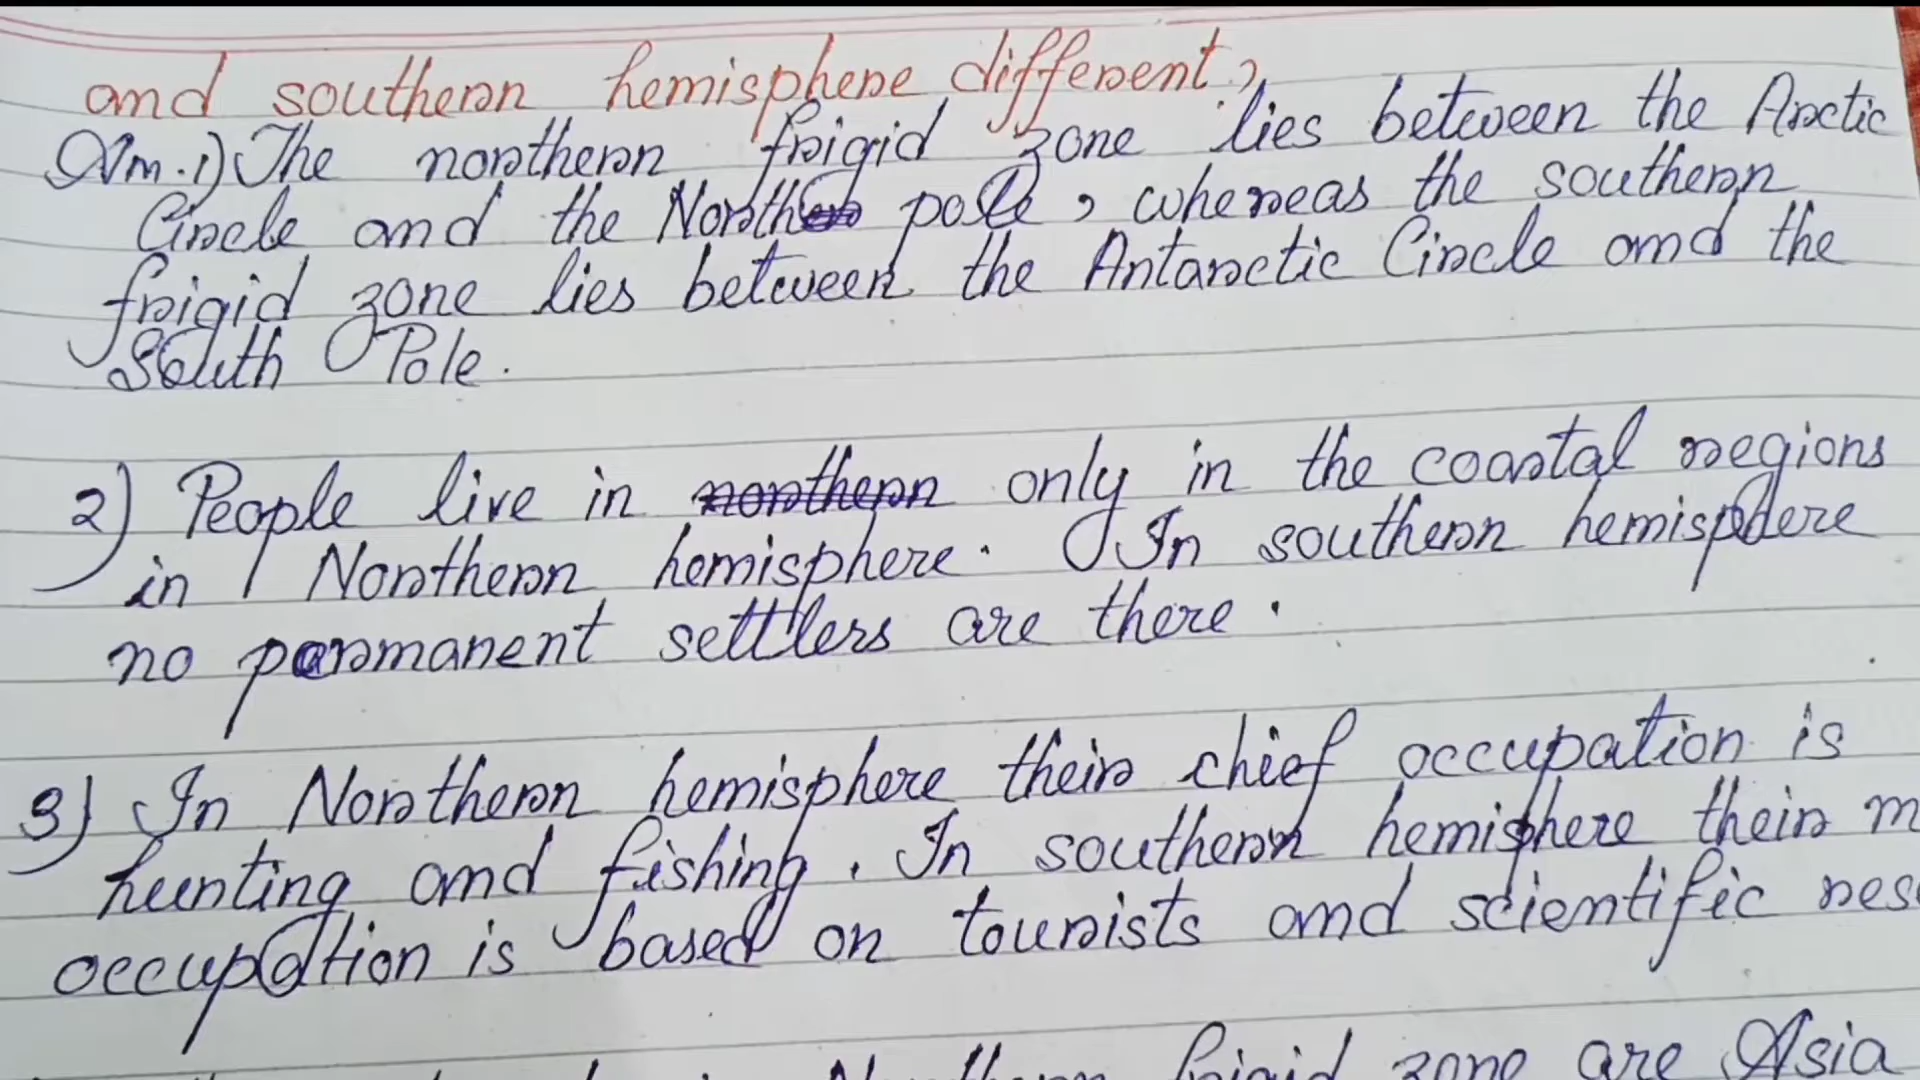 and southern hemisphere different?
Ans. 1) The northern frigid zone lies between the Arctic
Circle and the North pole, whereas the southern
frigid zone lies between the Antarctic Circle and the
South Pole.
2) People live in northern only in the coastal regions
in Northern hemisphere. In southern hemisphere
no permanent settlers are there.
3) In Northern hemisphere their chief occupation is
hunting and fishing. In southern hemisphere their m
occupation is based on tourists and scientific res
Northern frigid zone are Asia